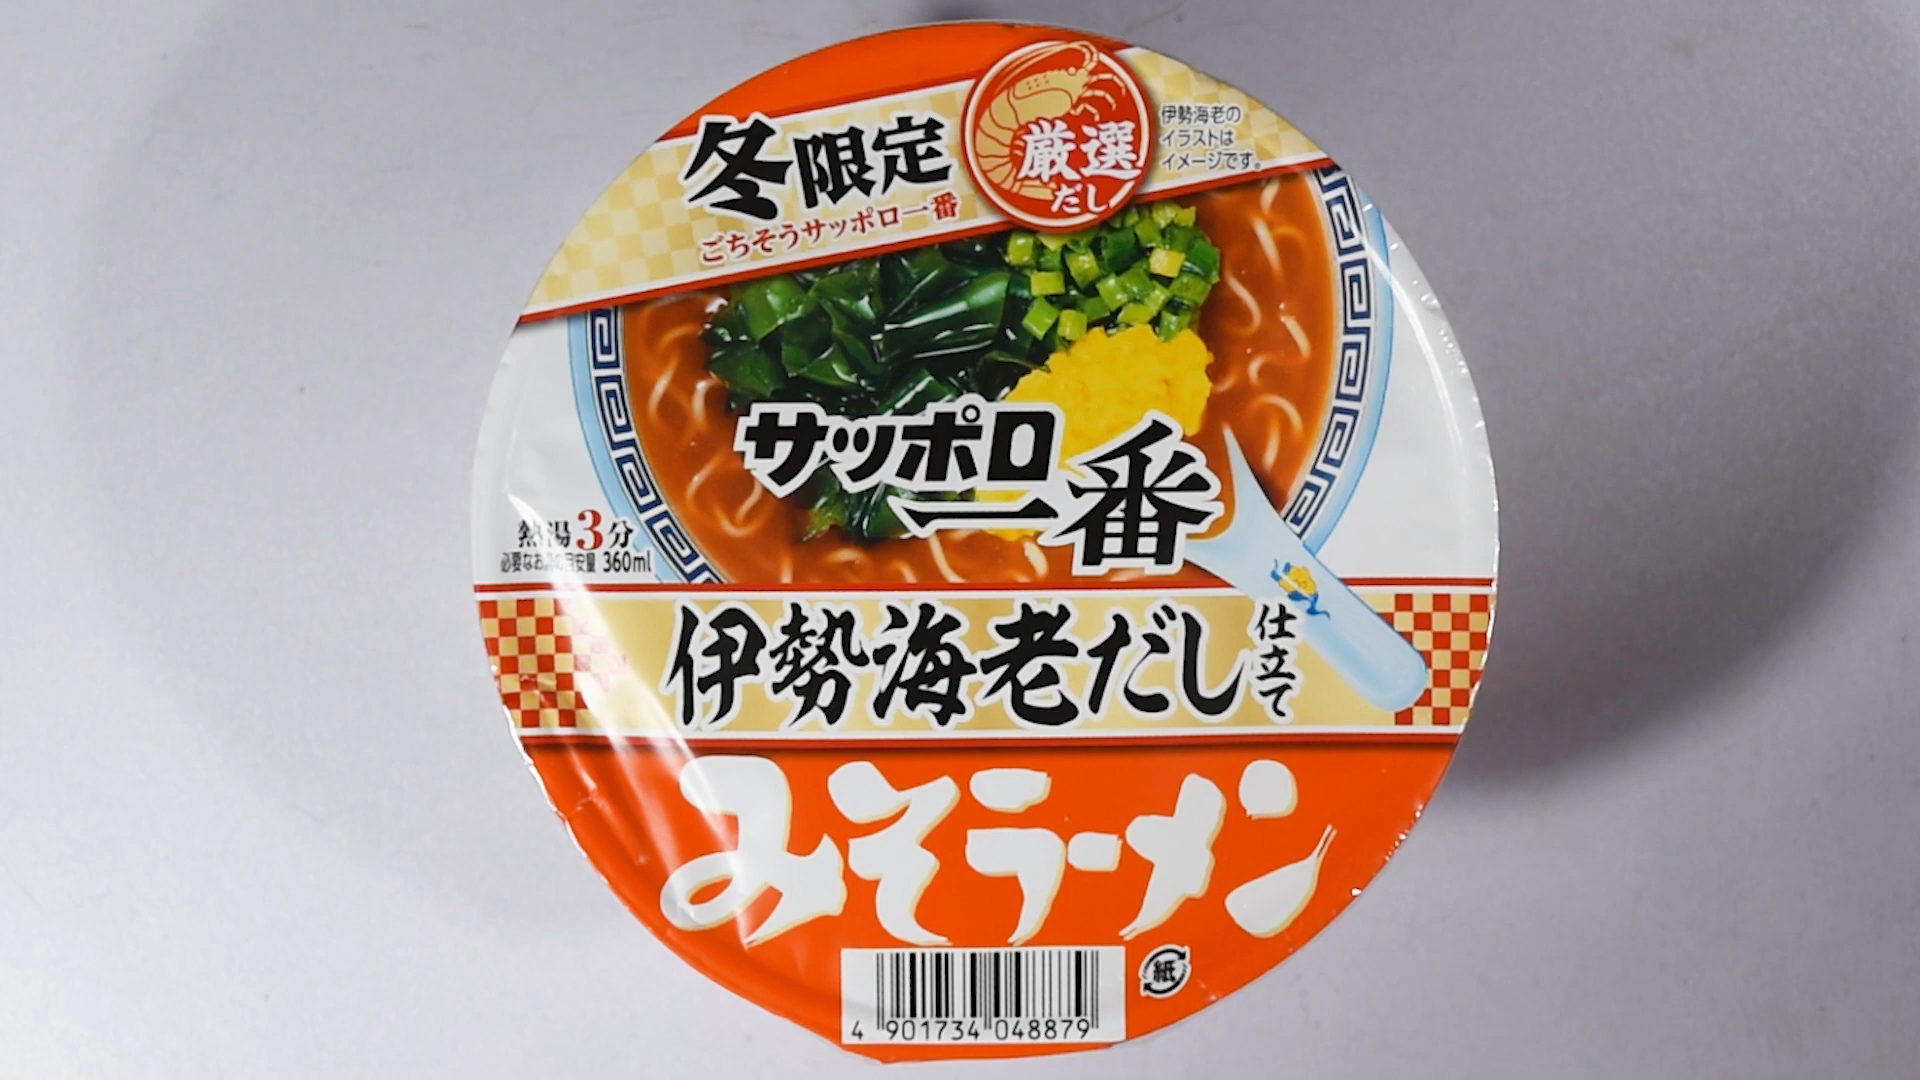 冬限定
ごちそうサッポロ一番
厳選
だし
伊勢海老の
イラストは
イメージです。
サッポロ
一番
熱湯3分
必要なお湯の目安量 360ml
伊勢海老だし仕立て
みそラーメン
4 901734 048879
紙